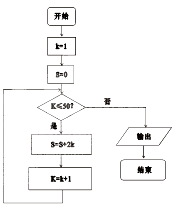 开始
k=1
S=0
K≤50?
否
是
S=S+2k
输出
K=k+1
结束